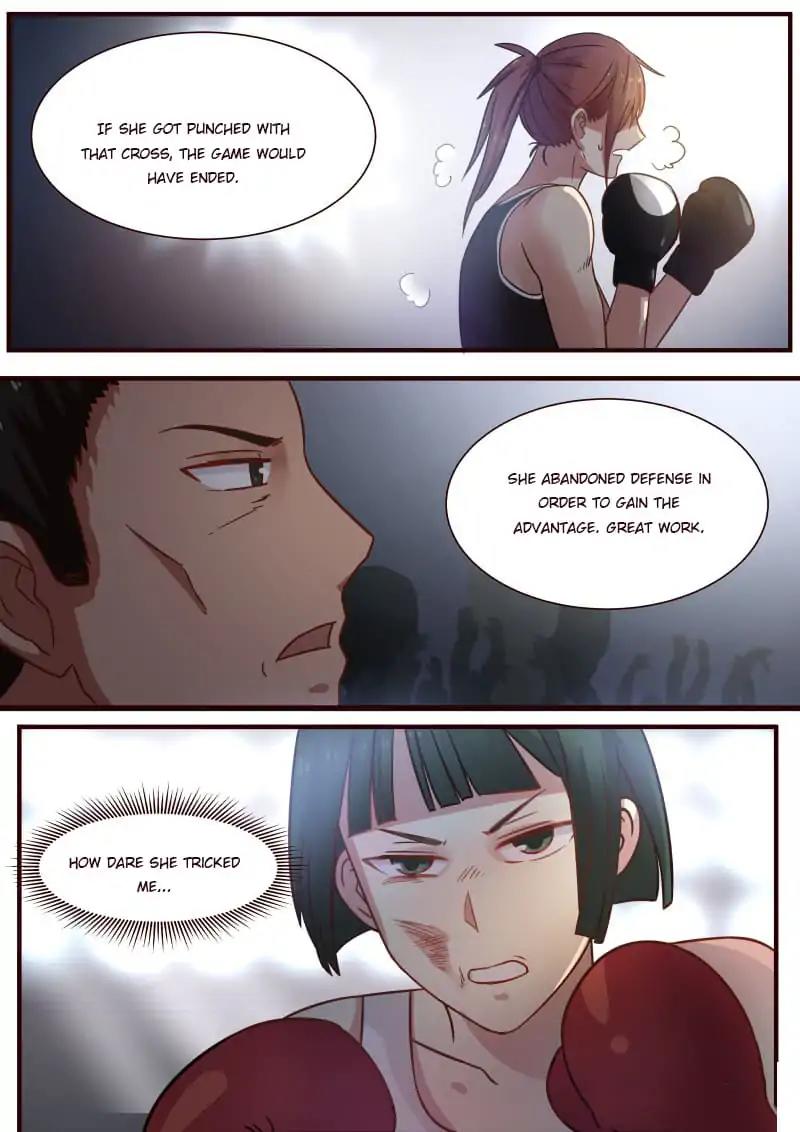 IF SHE GOT PUNCHED WITH
THAT CROSS, THE GAME WOULD
HAVE ENDED.
SHE ABANDONED DEFENSE IN
ORDER TO GAIN THE
ADVANTAGE. GREAT WORK.
HOW DARE SHE TRICKED
ME...